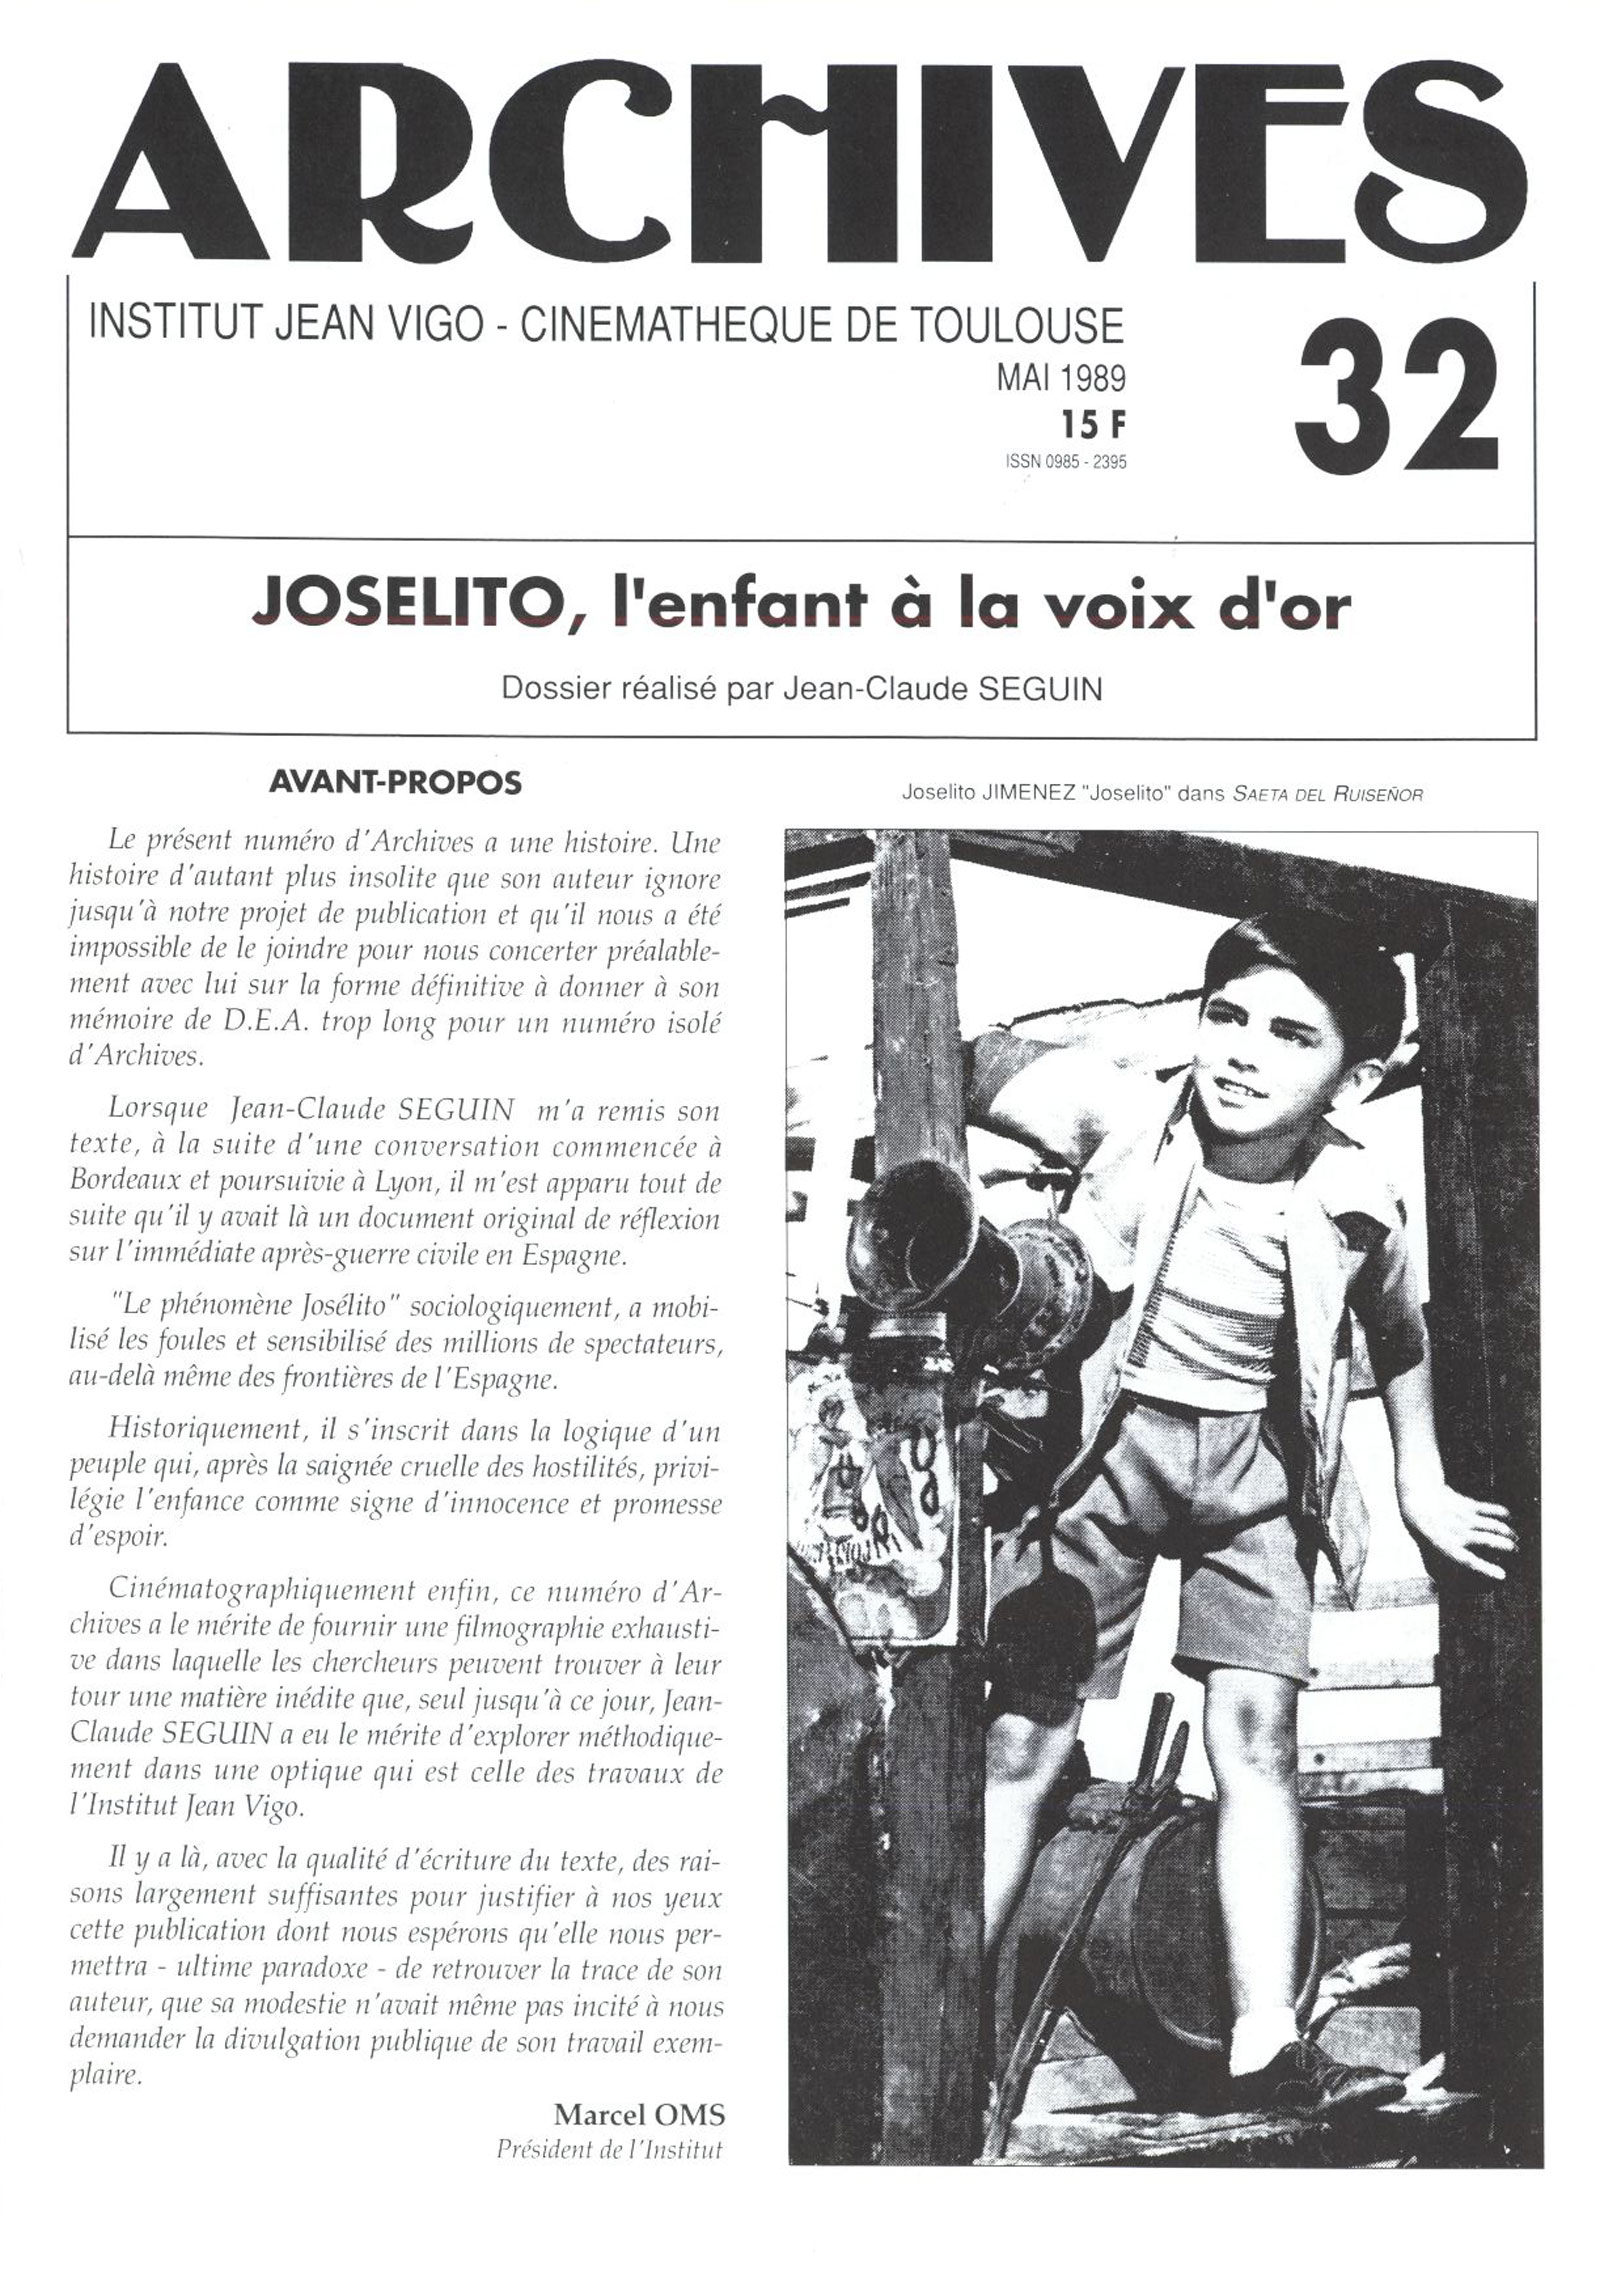 ARCHIVES
INSTITUT JEAN VIGO - CINEMATHEQUE DE TOULOUSE
MAI 1989
15 F
ISSN 0985 - 2395
32
JOSELITO, l'enfant à la voix d'or
Dossier réalisé par Jean-Claude SEGUIN
AVANT-PROPOS
Le présent numéro d'Archives a une histoire. Une
histoire d'autant plus insolite que son auteur ignore
jusqu'à notre projet de publication et qu'il nous a été
impossible de le joindre pour nous concerter préalable-
ment avec lui sur la forme définitive à donner à son
mémoire de D.E.A. trop long pour un numéro isolé
d'Archives.
Lorsque Jean-Claude SEGUIN m'a remis son
texte, à la suite d'une conversation commencée à
Bordeaux et poursuivie à Lyon, il m'est apparu tout de
suite qu'il y avait là un document original de réflexion
sur l'immédiate après-guerre civile en Espagne.
"Le phénomène Josélito" sociologiquement, a mobi-
lisé les foules et sensibilisé des millions de spectateurs,
au-delà même des frontières de l'Espagne.
Historiquement, il s'inscrit dans la logique d'un
peuple qui, après la saignée cruelle des hostilités, privi-
légie l'enfance comme signe d'innocence et promesse
d'espoir.
Cinématographiquement enfin, ce numéro d'Ar-
chives a le mérite de fournir une filmographie exhausti-
ve dans laquelle les chercheurs peuvent trouver à leur
tour une matière inédite que, seul jusqu'à ce jour, Jean-
Claude SEGUIN a eu le mérite d'explorer méthodique-
ment dans une optique qui est celle des travaux de
l'Institut Jean Vigo.
Il y a là, avec la qualité d'écriture du texte, des rai-
sons largement suffisantes pour justifier à nos yeux
cette publication dont nous espérons qu'elle nous per-
mettra - ultime paradoxe - de retrouver la trace de son
auteur, que sa modestie n'avait même pas incité à nous
demander la divulgation publique de son travail exem-
plaire.
Marcel OMS
Président de l'Institut
Joselito JIMENEZ "Joselito" dans SAETA DEL RUISEÑOR